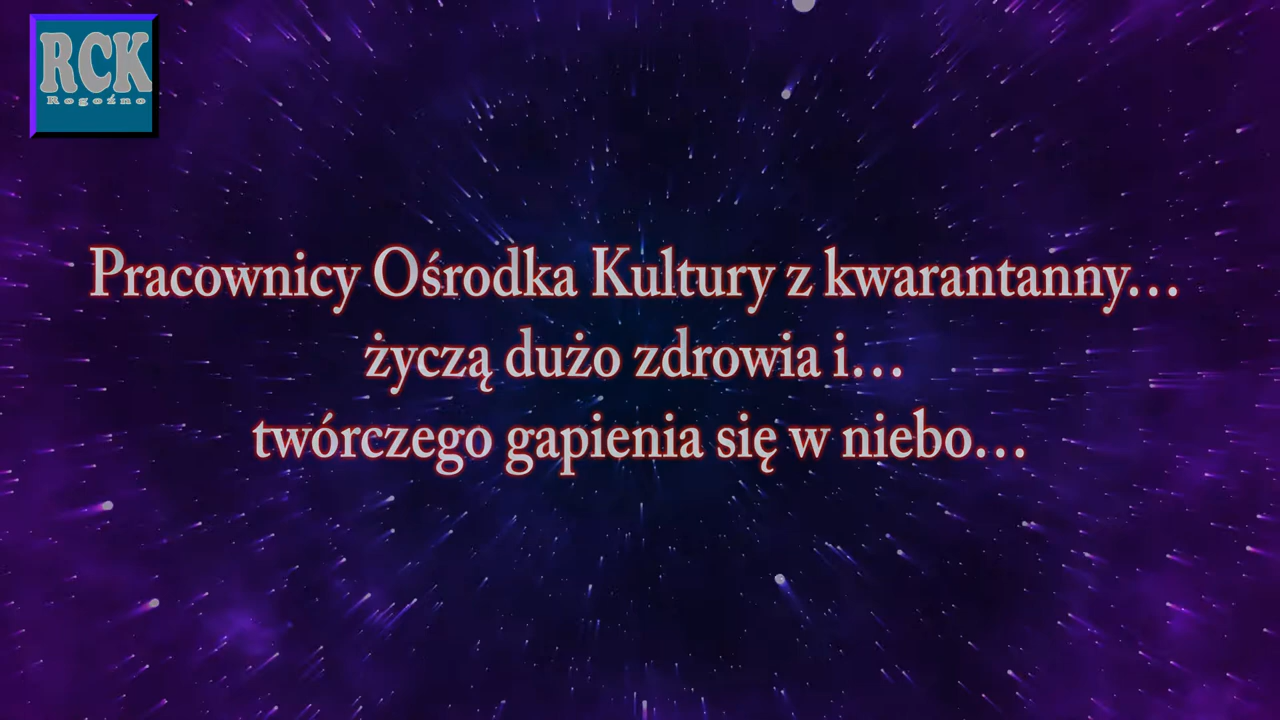 RCK
Rogoźno
Pracownicy Ośrodka Kultury z kwarantanny...
życzą dużo zdrowia i...
twórczego gapienia się w niebo...